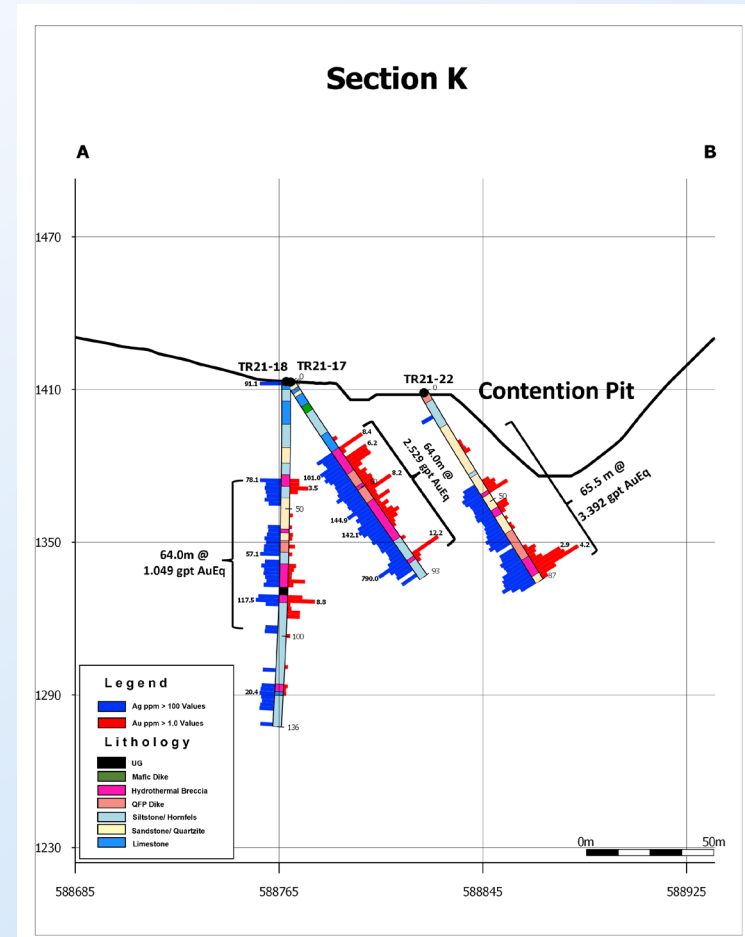 Section K
A
B
1470
1410
1350
1290
1230
TR21-18
TR21-17
TR21-22
Contention Pit
0
0
91.1
78.1
3.5
50
57.1
117.5
8.8
100
20.4
136
64.0m @
1.049 gpt AuEq
8.4
6.2
101.0
50
8.2
144.9
142.1
12.2
790.0
93
64.0m @
2.529 gpt AuEq
50
2.9
4.2
87
65.5 m @
3.392 gpt AuEq
Legend
Ag ppm > 100 Values
Au ppm > 1.0 Values
Lithology
UG
Mafic Dike
Hydrothermal Breccia
QFP Dike
Siltstone/ Hornfels
Sandstone/ Quartzite
Limestone
0m
50m
588685
588765
588845
588925